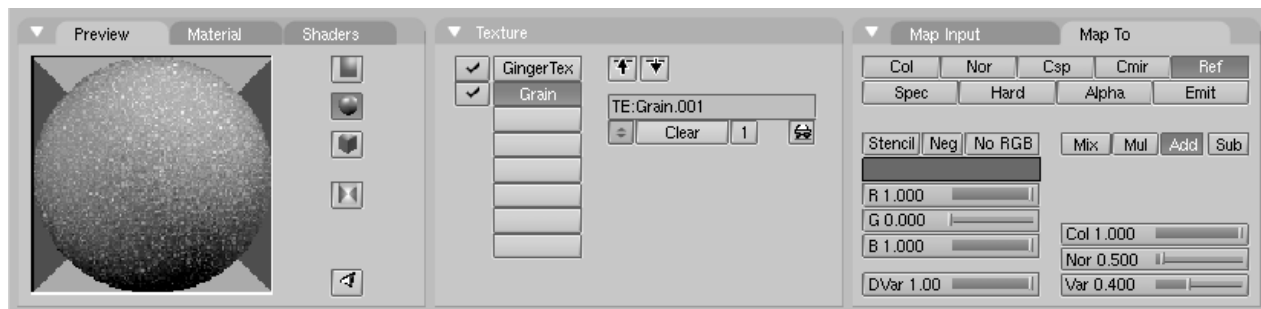 Preview Material Shaders
Texture
Map Input Map To
GingerTex
Grain
TE:Grain.001
Clear 1
Col Nor Csp Cmir Ref
Spec Hard Alpha Emit
Stencil Neg No RGB
Mix Mul Add Sub
R 1.000
G 0.000
B 1.000
DVar 1.00
Col 1.000
Nor 0.500
Var 0.400